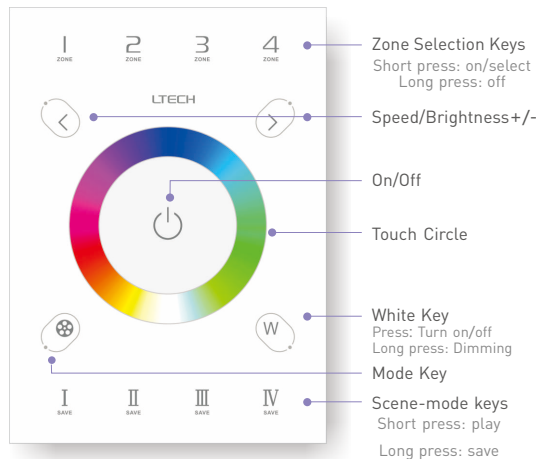 1 2 3 4
ZONE ZONE ZONE ZONE
Zone Selection Keys
Short press: on/select
Long press: off
LTECH
Speed/Brightness+/-
On/Off
Touch Circle
W
White Key
Press: Turn on/off
Long press: Dimming
Mode Key
I II III IV
SAVE SAVE SAVE SAVE
Scene-mode keys
Short press: play
Long press: save